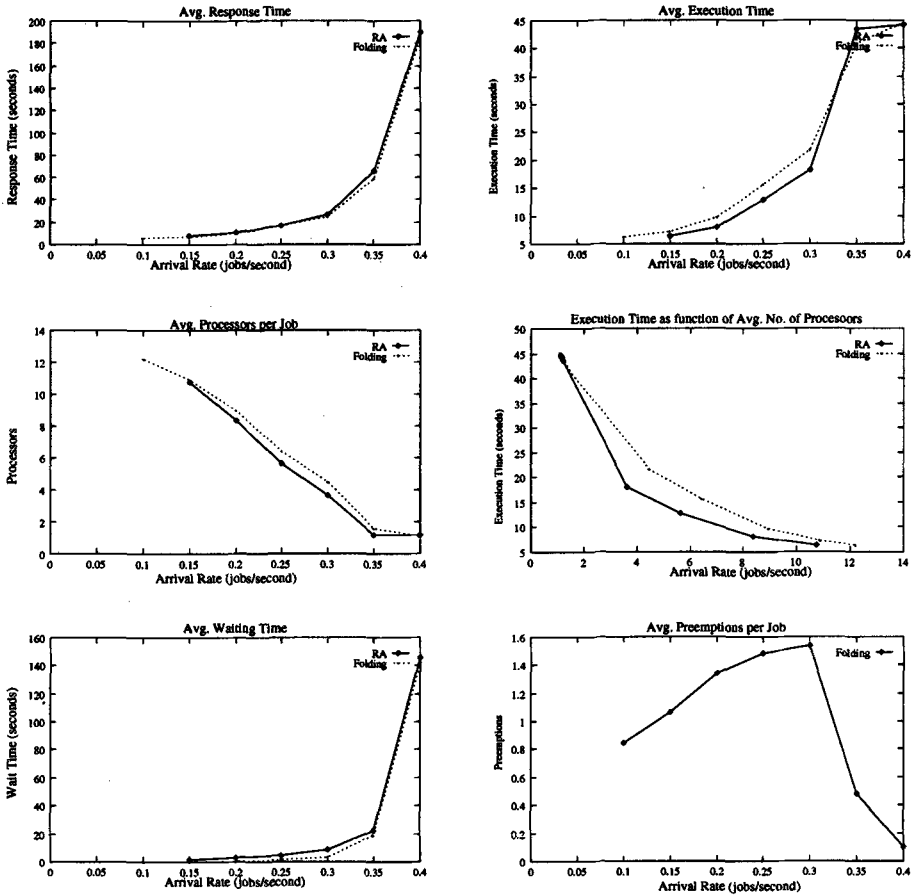 Avg. Response Time
Response Time (seconds)
200
180
160
140
120
100
80
60
40
20
0
RA
Folding
0 0.05 0.1 0.15 0.2 0.25 0.3 0.35 0.4
Arrival Rate (jobs/second)
Avg. Execution Time
Execution Time (seconds)
45
40
35
30
25
20
15
10
5
RA
Folding
0 0.05 0.1 0.15 0.2 0.25 0.3 0.35 0.4
Arrival Rate (jobs/second)
Avg. Processors per Job
Processors
14
12
10
8
6
4
2
0
RA
Folding
0 0.05 0.1 0.15 0.2 0.25 0.3 0.35 0.4
Arrival Rate (jobs/second)
Execution Time as function of Avg. No. of Procesoors
Execution Time (seconds)
50
45
40
35
30
25
20
15
10
5
RA
Folding
0 2 4 6 8 10 12 14
Arrival Rate (jobs/second)
Avg. Waiting Time
Wait Time (seconds)
160
140
120
100
80
60
40
20
0
RA
Folding
0 0.05 0.1 0.15 0.2 0.25 0.3 0.35 0.4
Arrival Rate (jobs/second)
Avg. Preemptions per Job
Preemptions
1.6
1.4
1.2
1
0.8
0.6
0.4
0.2
0
Folding
0 0.05 0.1 0.15 0.2 0.25 0.3 0.35 0.4
Arrival Rate (jobs/second)